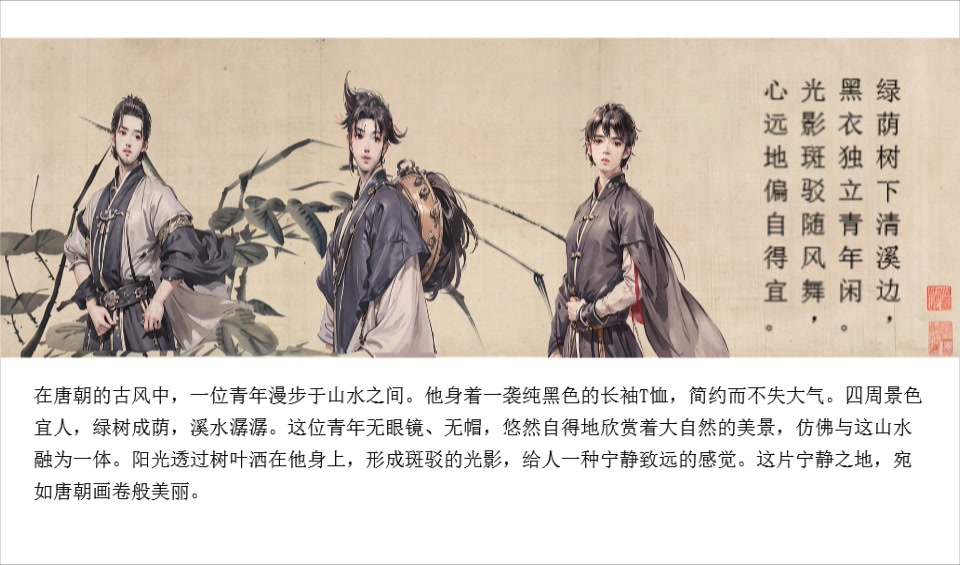 绿荫树下清溪边，
黑衣独立青年闲。
光影斑驳随风舞，
心远地偏自得宜。
在唐朝的古风中，一位青年漫步于山水之间。他身着一袭纯黑色的长袖T恤，简约而不失大气。四周景色
宜人，绿树成荫，溪水潺潺。这位青年无眼镜、无帽，悠然自得地欣赏着大自然的美景，仿佛与这山水
融为一体。阳光透过树叶洒在他身上，形成斑驳的光影，给人一种宁静致远的感觉。这片宁静之地，宛
如唐朝画卷般美丽。